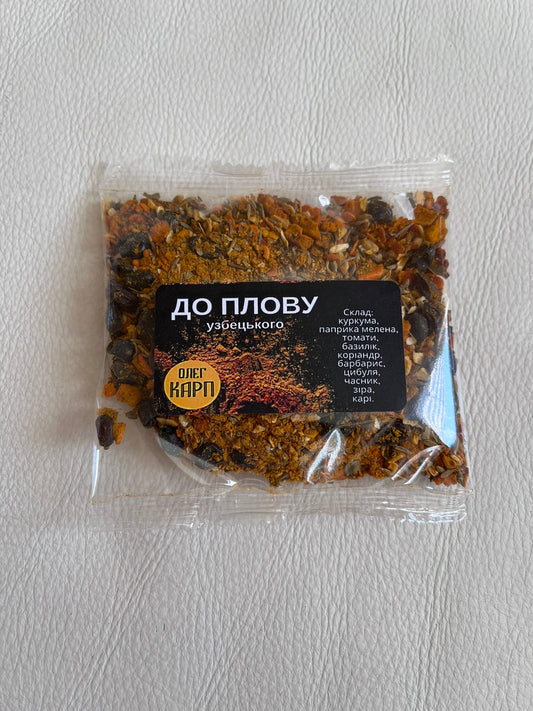 ДО ПЛОВУ
узбецького
ОЛЕГ
КАРП
Склад:
куркума,
паприка мелена,
томати,
базилік,
коріандр,
барбарис,
цибуля,
часник,
зіра,
карі.